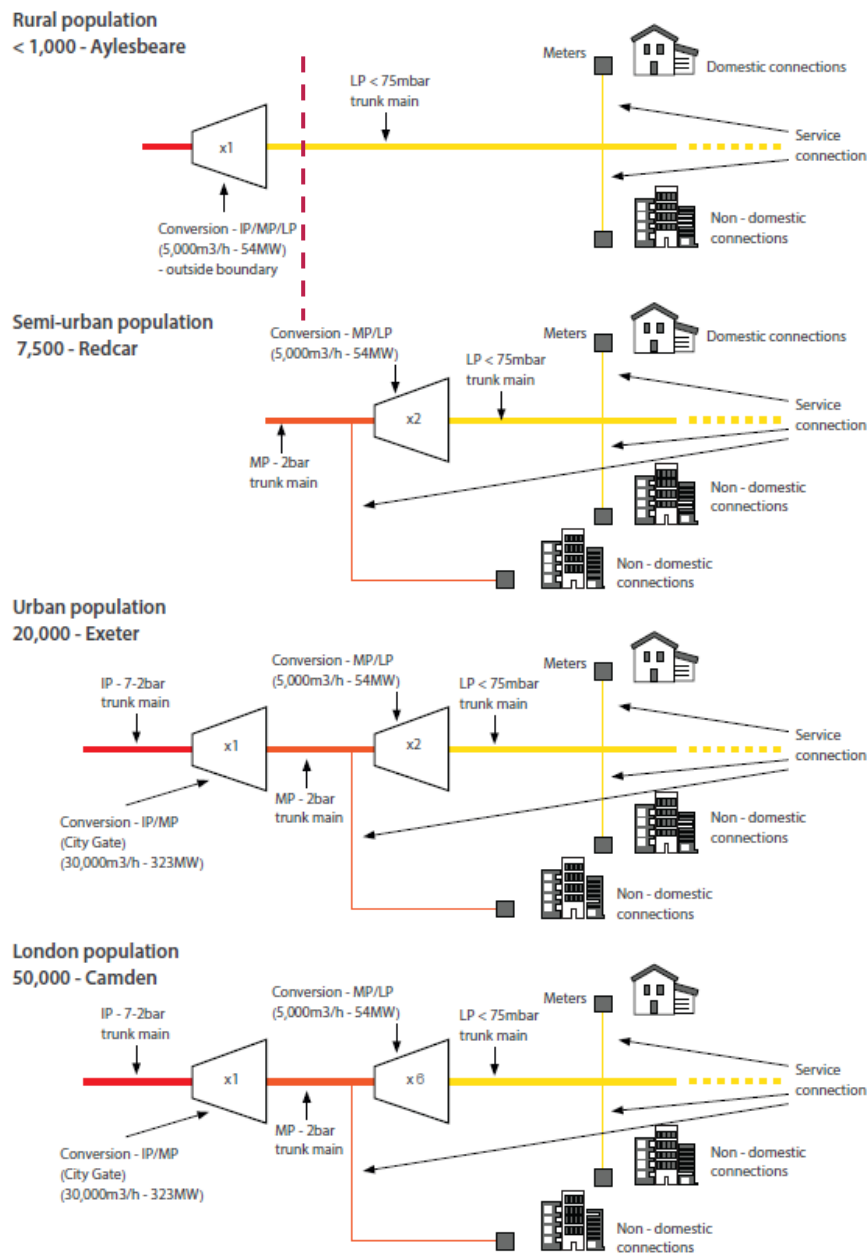 Rural population
< 1,000 - Aylesbeare
LP < 75mbar
trunk main
Meters
Domestic connections
x1
Service
connection
Conversion - IP/MP/LP
(5,000m3/h - 54MW)
- outside boundary
Non - domestic
connections
Semi-urban population
7,500 - Redcar
Conversion - MP/LP
(5,000m3/h - 54MW)
LP < 75mbar
trunk main
Meters
Domestic connections
x2
Service
connection
MP - 2bar
trunk main
Non - domestic
connections
Non - domestic
connections
Urban population
20,000 - Exeter
IP - 7-2bar
trunk main
Conversion - MP/LP
(5,000m3/h - 54MW)
LP < 75mbar
trunk main
Meters
x1
x2
Service
connection
MP - 2bar
trunk main
Conversion - IP/MP
(City Gate)
(30,000m3/h - 323MW)
Non - domestic
connections
Non - domestic
connections
London population
50,000 - Camden
IP - 7-2bar
trunk main
Conversion - MP/LP
(5,000m3/h - 54MW)
LP < 75mbar
trunk main
Meters
x1
x6
Service
connection
MP - 2bar
trunk main
Conversion - IP/MP
(City Gate)
(30,000m3/h - 323MW)
Non - domestic
connections
Non - domestic
connections